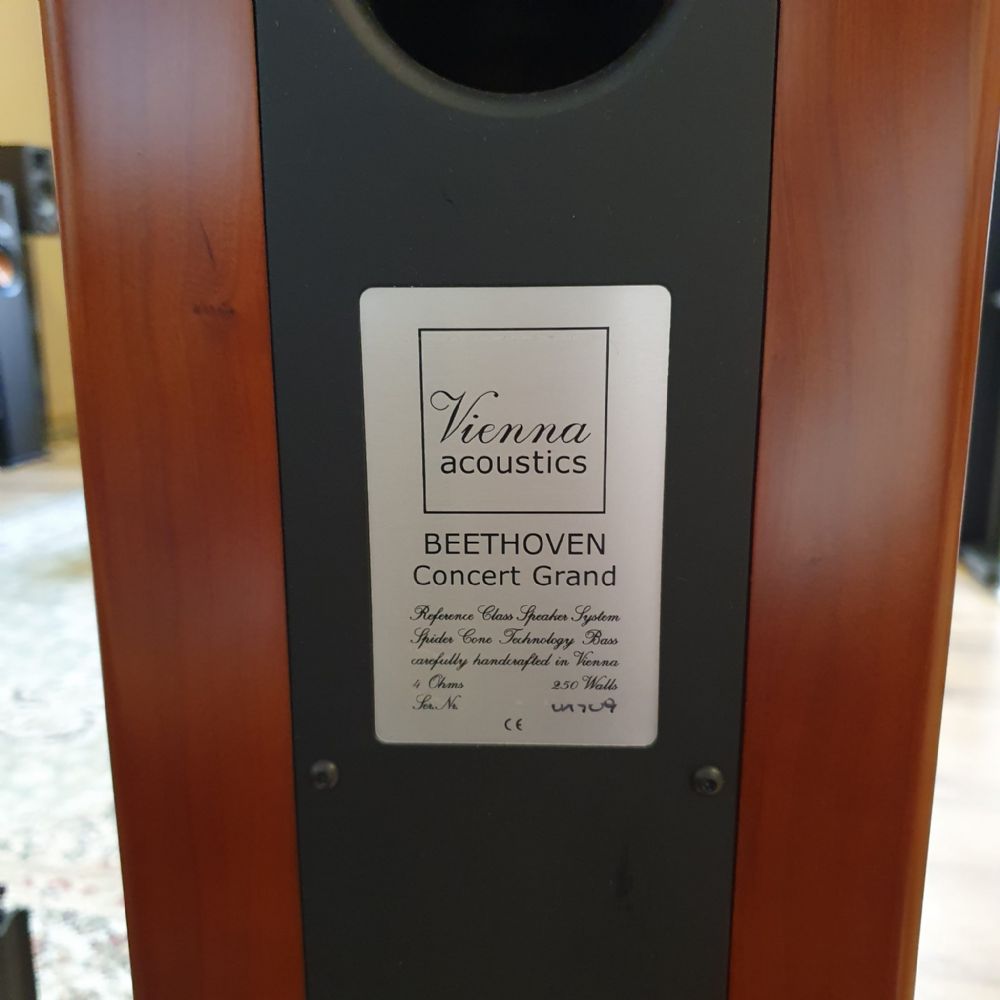 Vienna
acoustics
BEETHOVEN
Concert Grand
Reference Class Speaker System
Spider Cone Technology Bass
carefully handcrafted in Vienna
4 Ohms 250 Watts
Ser. Nr.
CE